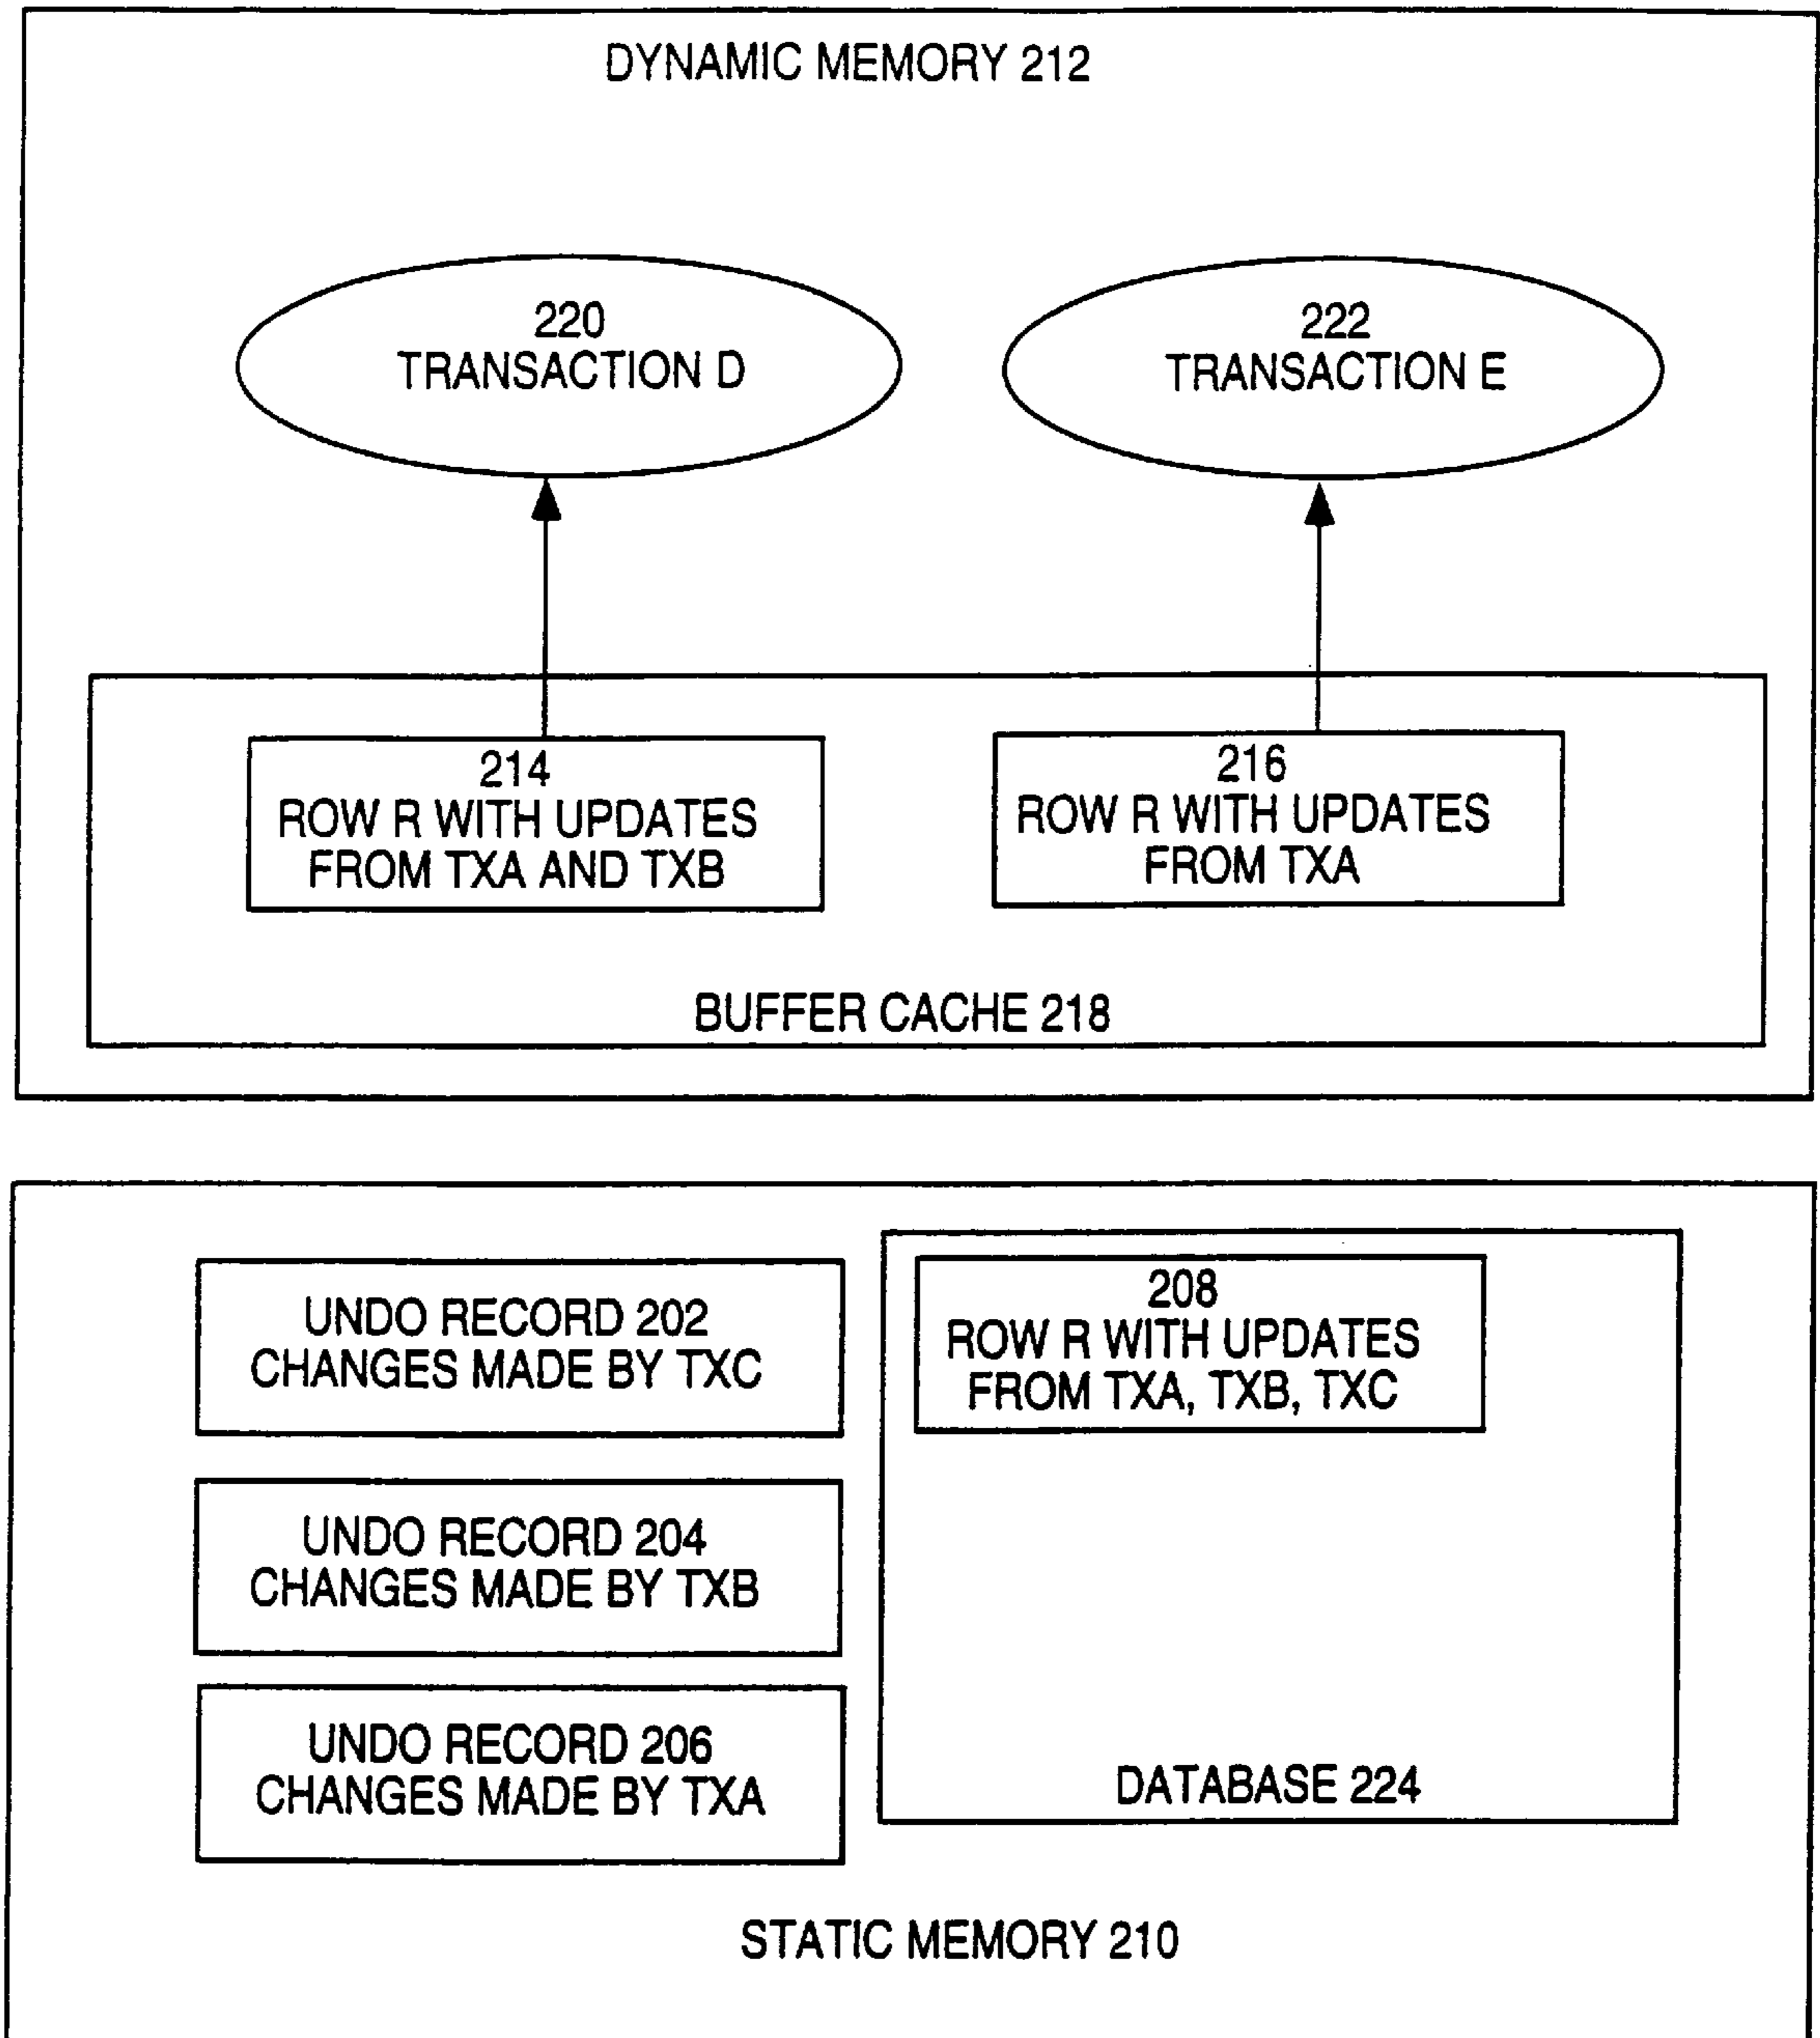 DYNAMIC MEMORY 212
220
TRANSACTION D
222
TRANSACTION E
214
ROW R WITH UPDATES
FROM TXA AND TXB
216
ROW R WITH UPDATES
FROM TXA
BUFFER CACHE 218
UNDO RECORD 202
CHANGES MADE BY TXC
208
ROW R WITH UPDATES
FROM TXA, TXB, TXC
UNDO RECORD 204
CHANGES MADE BY TXB
UNDO RECORD 206
CHANGES MADE BY TXA
DATABASE 224
STATIC MEMORY 210